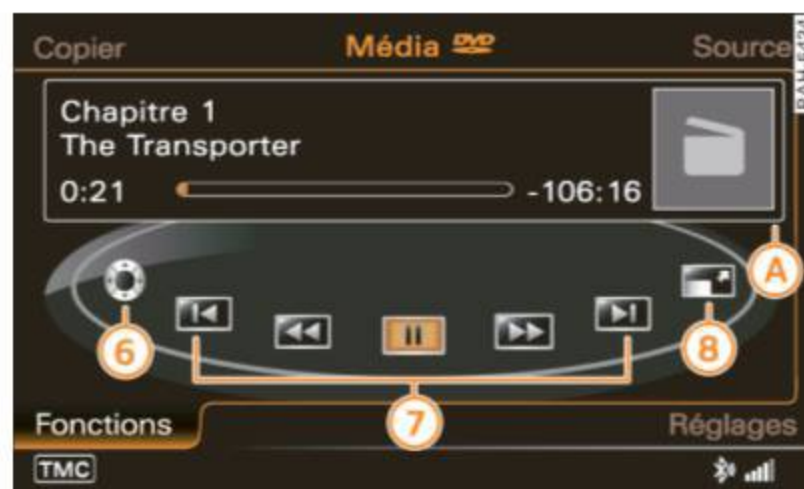 Copier Média DVD Source
Chapitre 1
The Transporter
0:21 -106:16
A
6 8
7
Fonctions Réglages
TMC